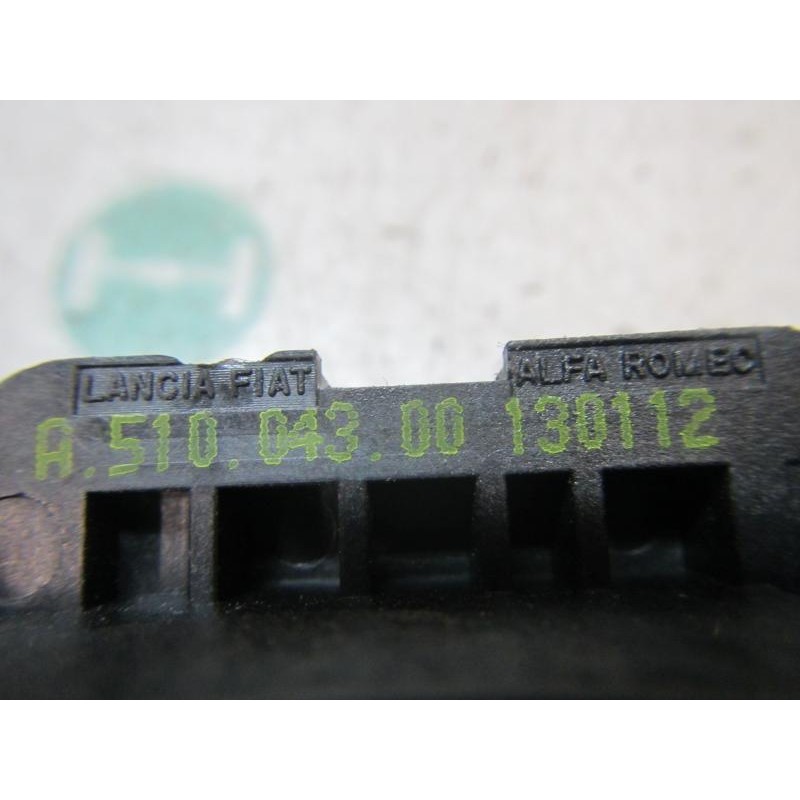 LANCIA FIAT
ALFA ROMEO
A.510.043.00 130112